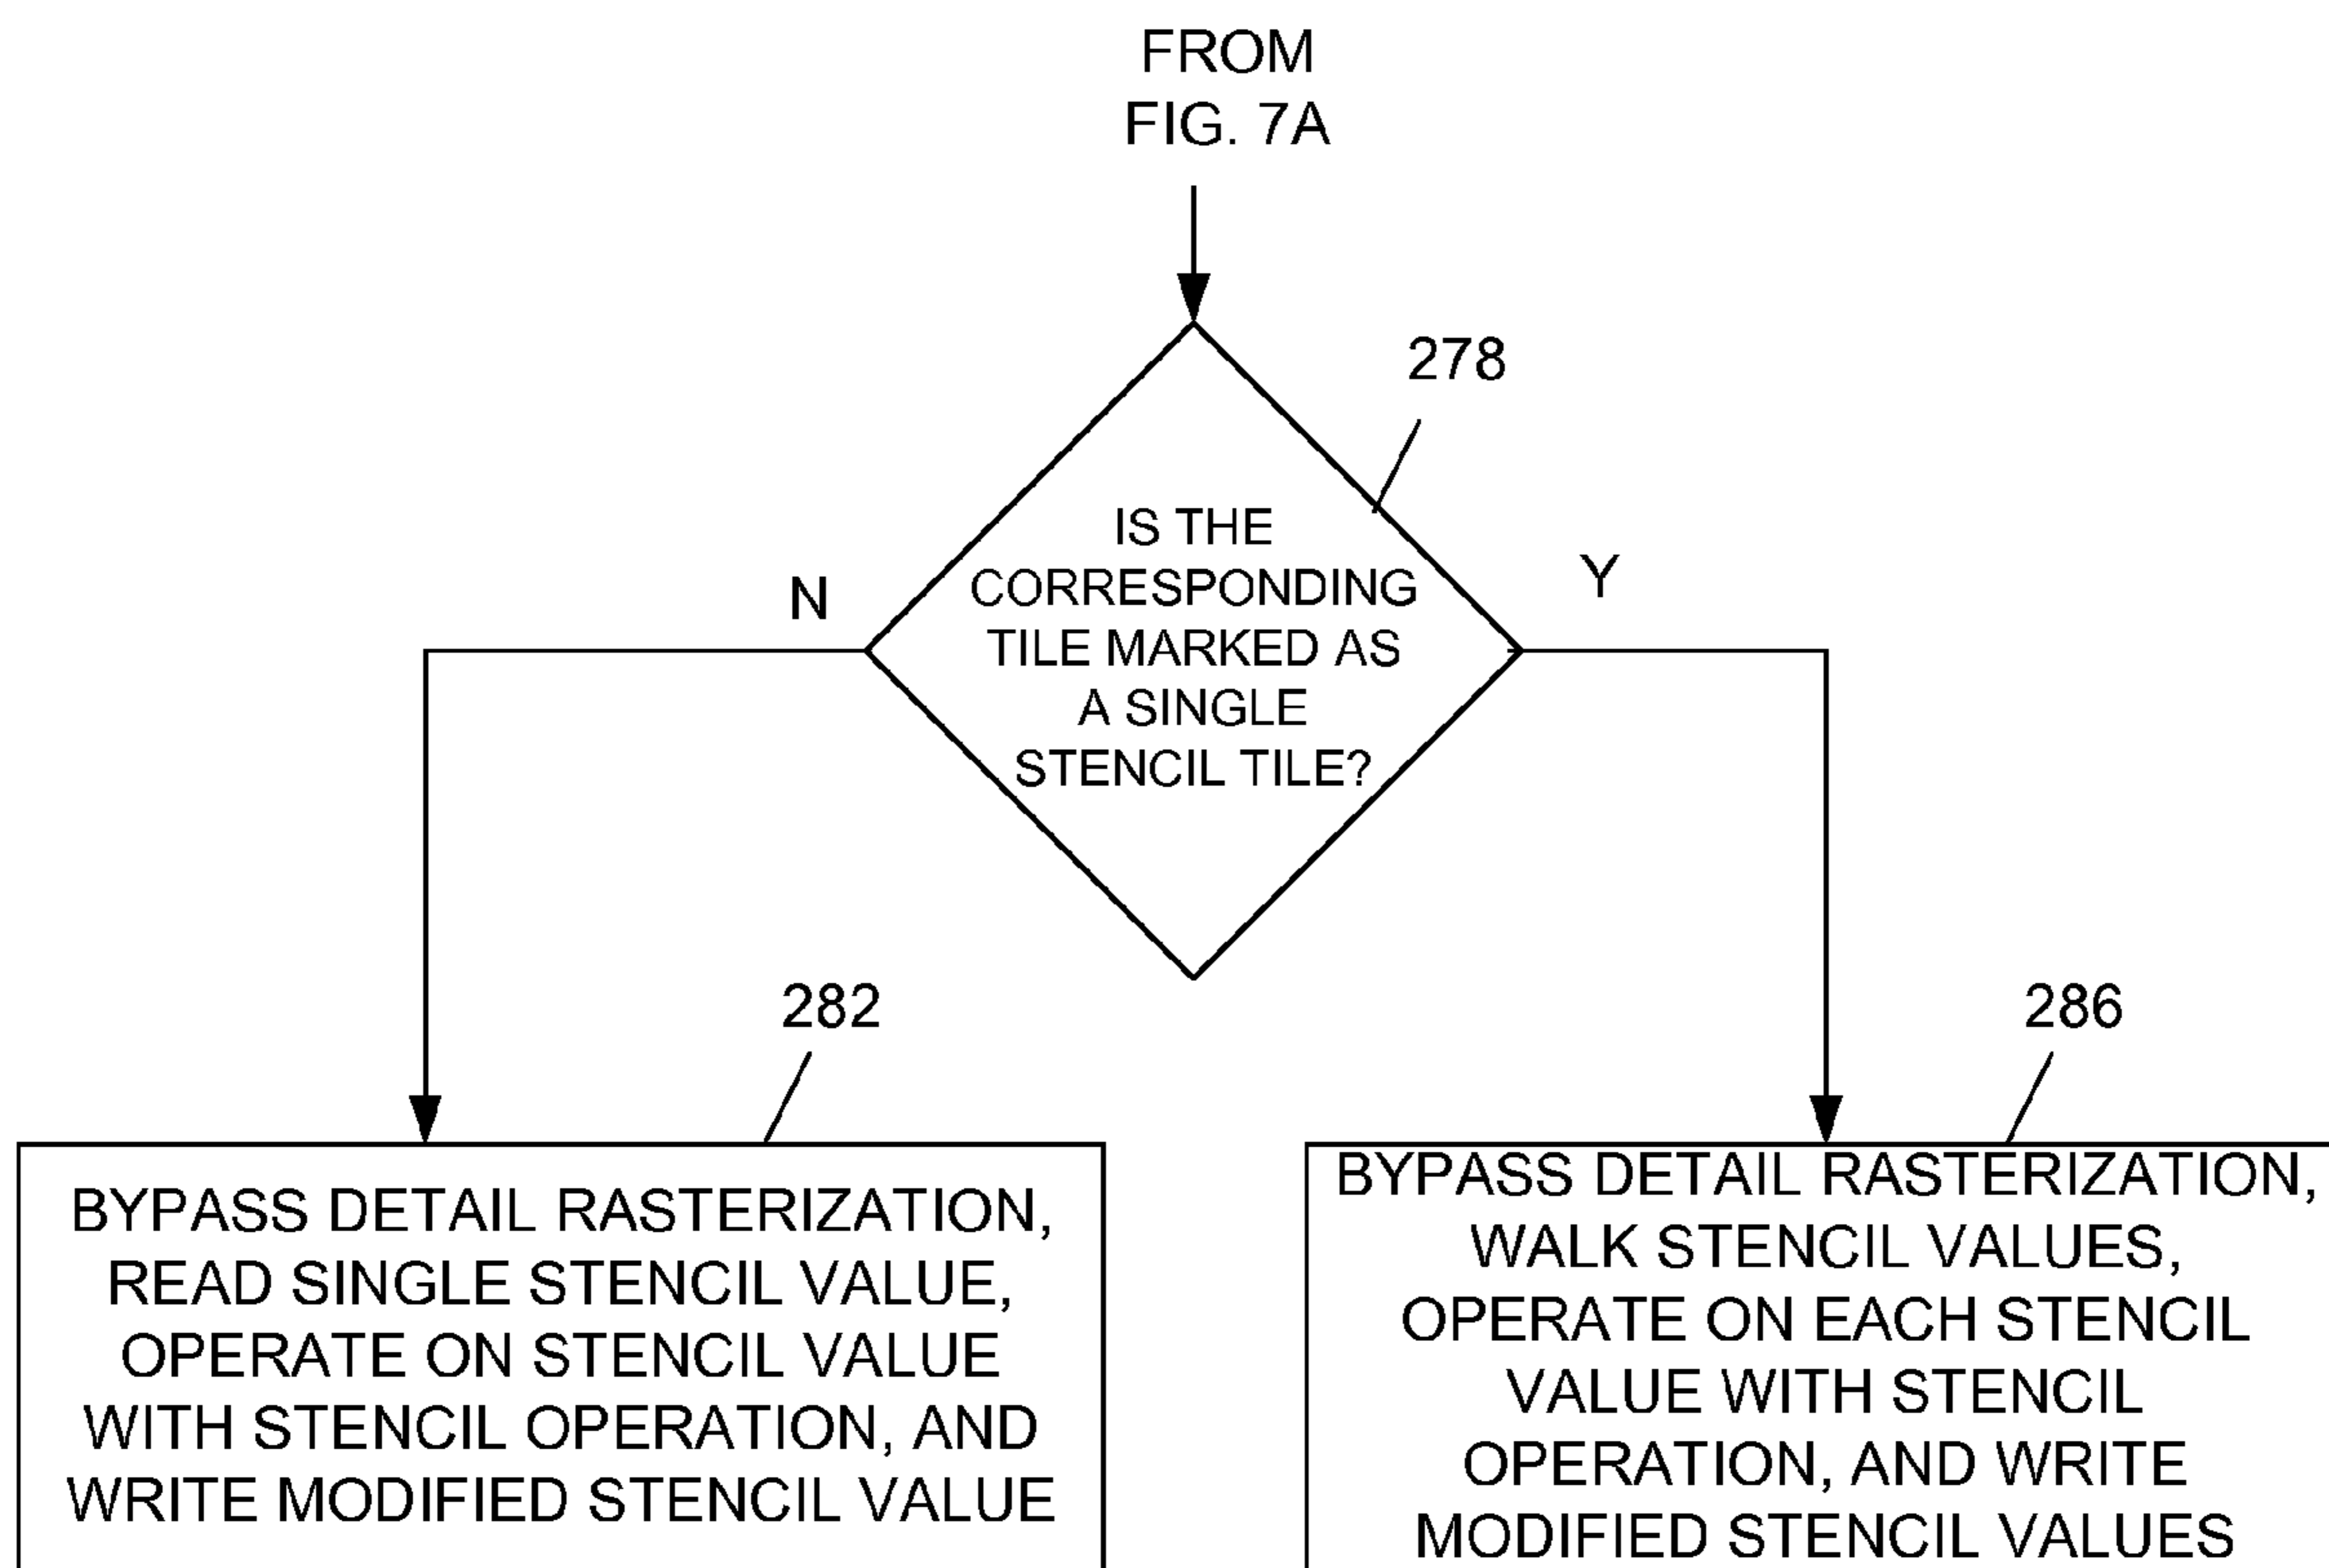 FROM
FIG. 7A
278
IS THE
CORRESPONDING
TILE MARKED AS
A SINGLE
STENCIL TILE?
N
Y
282
286
BYPASS DETAIL RASTERIZATION,
READ SINGLE STENCIL VALUE,
OPERATE ON STENCIL VALUE
WITH STENCIL OPERATION, AND
WRITE MODIFIED STENCIL VALUE
BYPASS DETAIL RASTERIZATION,
WALK STENCIL VALUES,
OPERATE ON EACH STENCIL
VALUE WITH STENCIL
OPERATION, AND WRITE
MODIFIED STENCIL VALUES